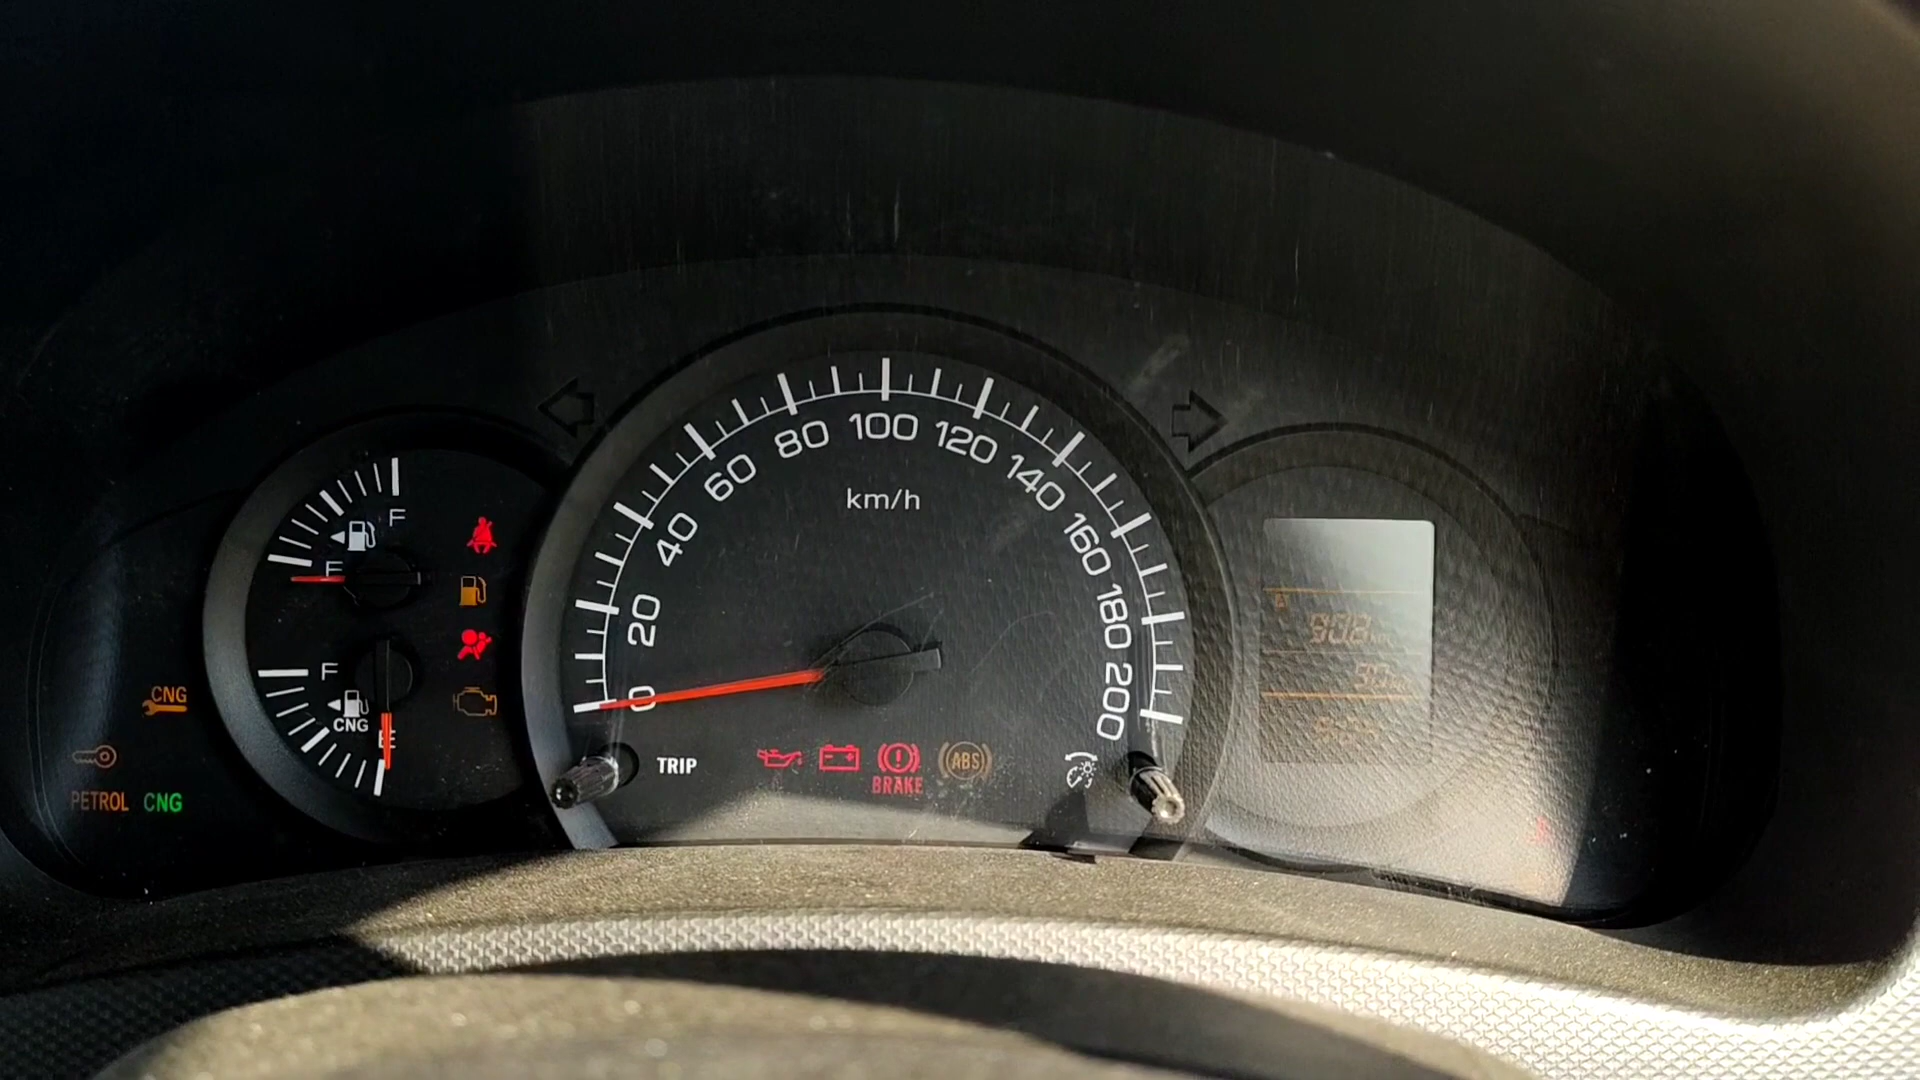 F
E
F
CNG
E
CNG
PETROL CNG
0 20 40 60 80 100 120 140 160 180 200
km/h
TRIP
BRAKE
ABS